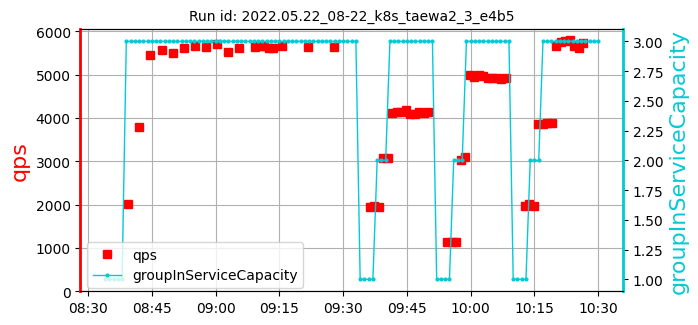 Run id: 2022.05.22_08-22_k8s_taewa2_3_e4b5
qps
6000
5000
4000
3000
2000
1000
0
3.00
2.75
2.50
2.25
2.00
1.75
1.50
1.25
1.00
groupInServiceCapacity
qps
groupInServiceCapacity
08:30 08:45 09:00 09:15 09:30 09:45 10:00 10:15 10:30